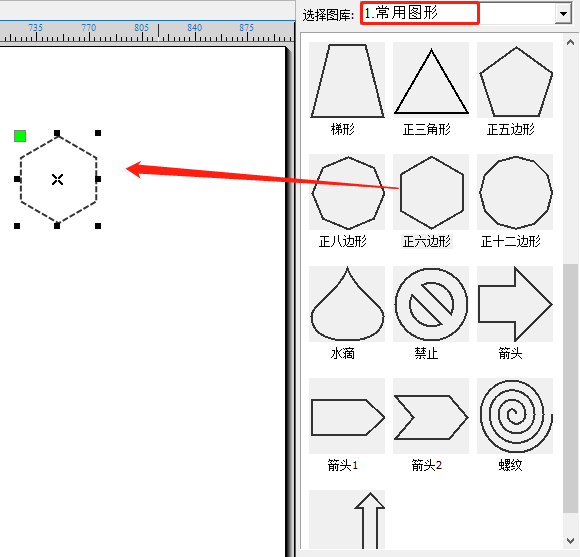 选择图库: 1.常用图形
735 770 805 840 875
梯形 正三角形 正五边形
正八边形 正六边形 正十二边形
水滴 禁止 箭头
箭头1 箭头2 螺纹